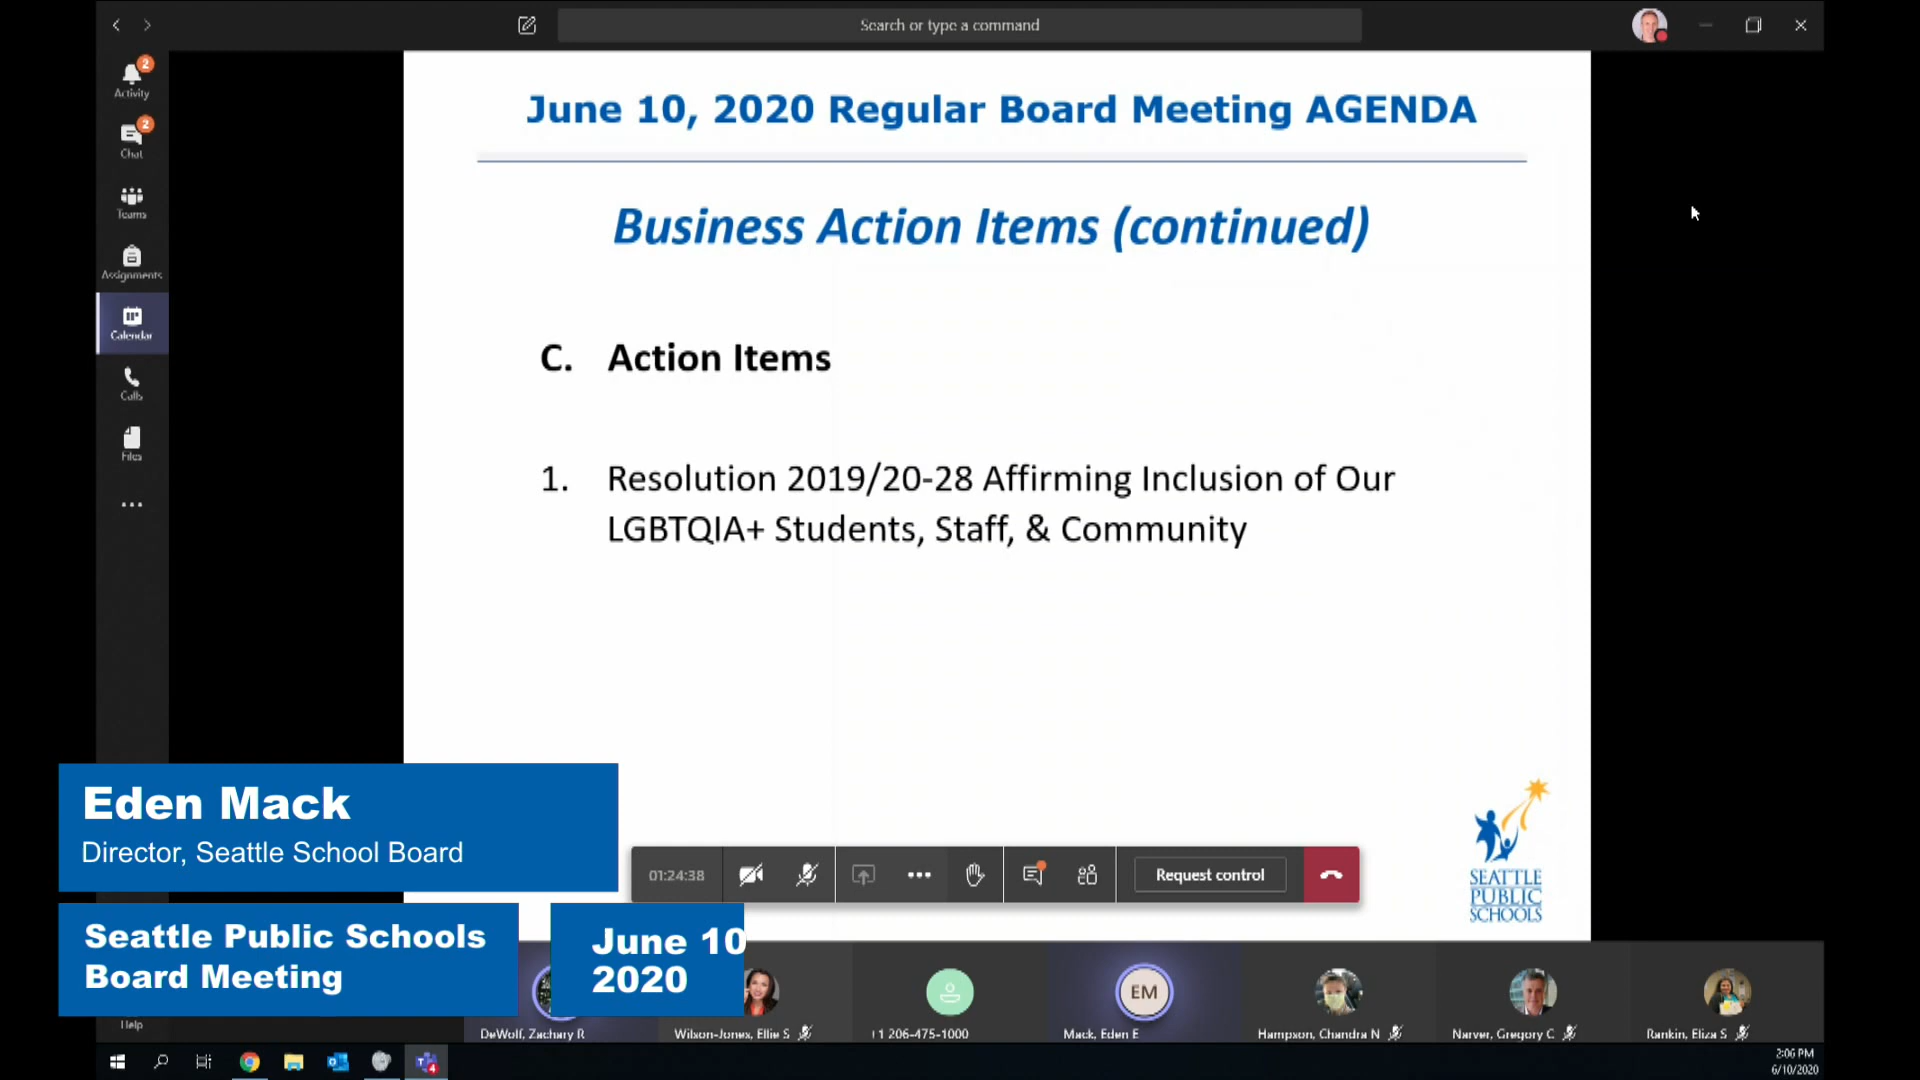 Search or type a command
2
Activity
2
Chat
Teams
Assignments
Calendar
Calls
Files
June 10, 2020 Regular Board Meeting AGENDA
Business Action Items (continued)
C. Action Items
1. Resolution 2019/20-28 Affirming Inclusion of Our
LGBTQIA+ Students, Staff, & Community
SEATTLE
PUBLIC
SCHOOLS
Eden Mack
Director, Seattle School Board
01:24:38
Request control
Seattle Public Schools
Board Meeting
June 10
2020
EM
Help
DeWolf, Zachary R
Wilson-Jones, Ellie S
+1 206-475-1000
Mack, Eden E
Hampson, Chandra N
Narver, Gregory C
Rankin, Eliza S
4
2:06 PM
6/10/2020